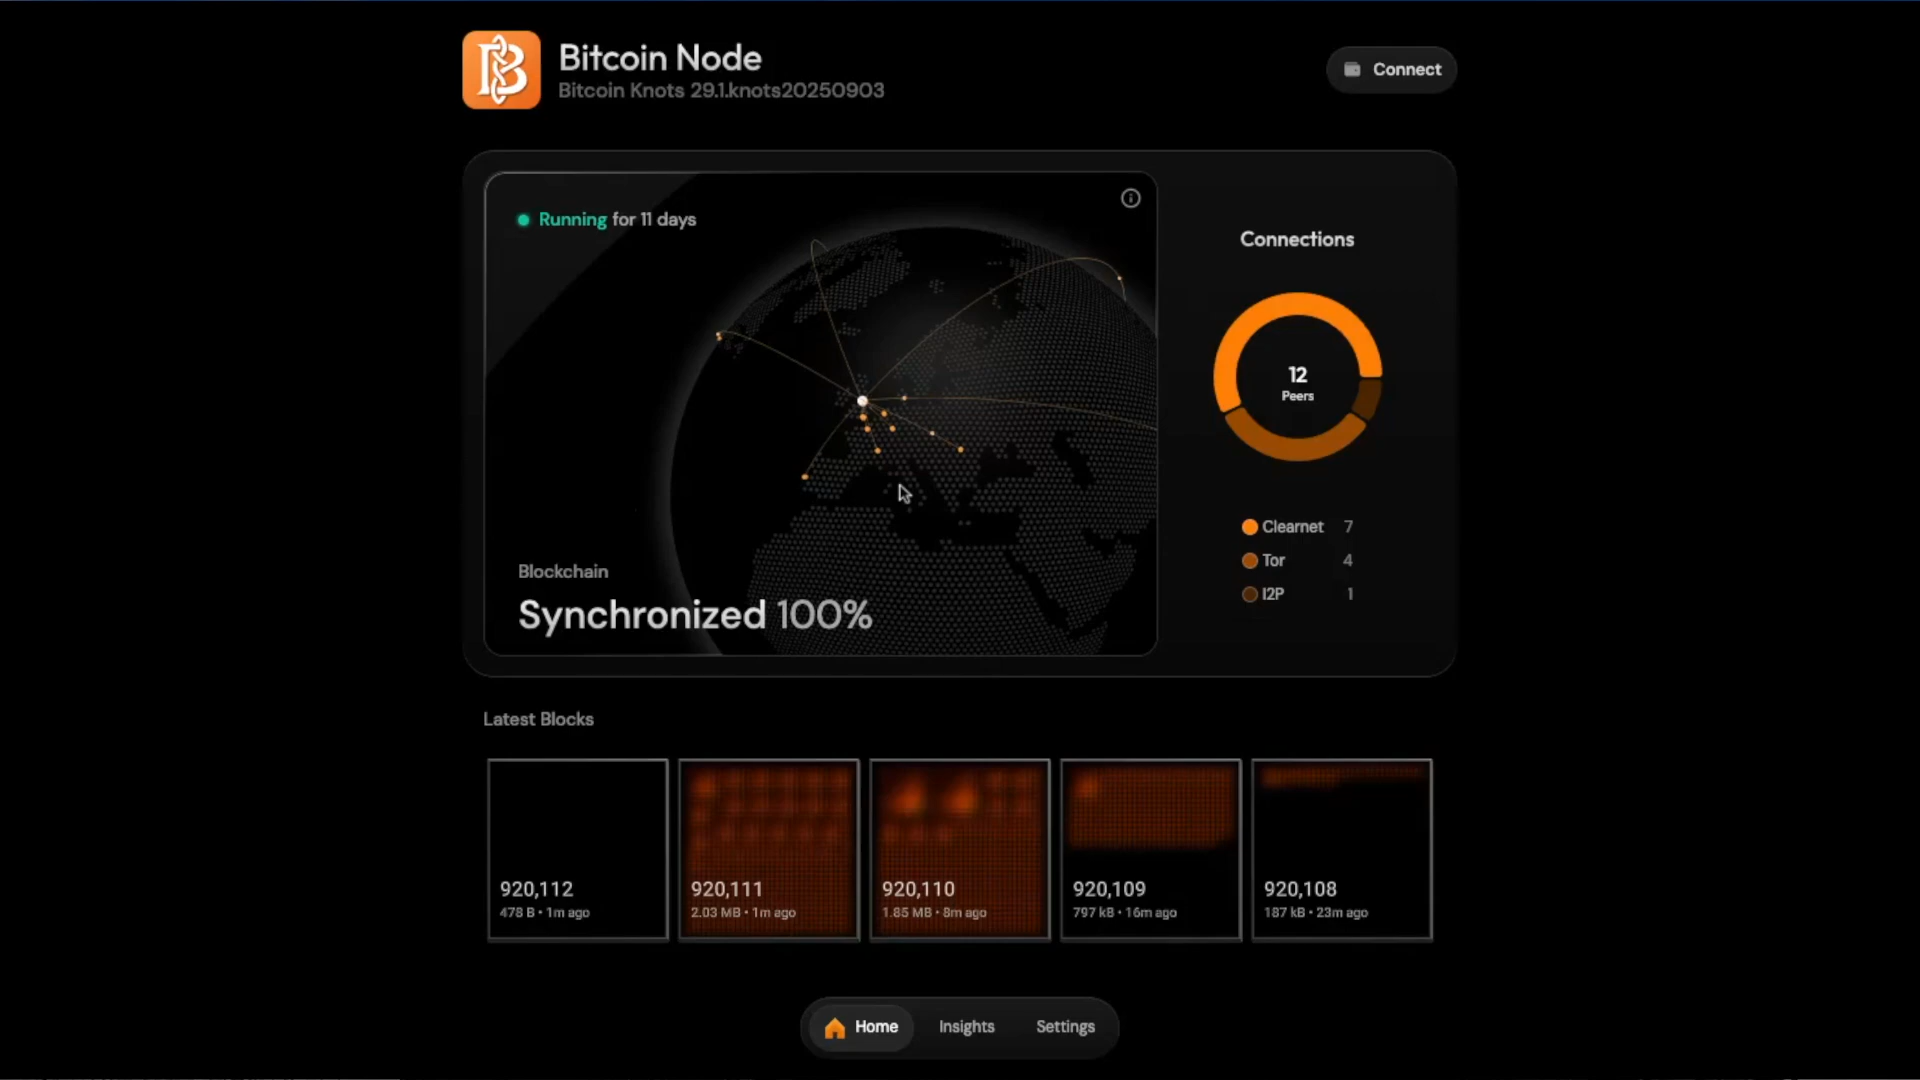 Bitcoin Node
Bitcoin Knots 29.1.knots20250903
Connect
Running for 11 days
Blockchain
Synchronized 100%
Connections
12
Peers
Clearnet 7
Tor 4
I2P 1
Latest Blocks
920,112
478 B • 1m ago
920,111
2.03 MB • 1m ago
920,110
1.85 MB • 8m ago
920,109
797 kB • 16m ago
920,108
187 kB • 23m ago
Home
Insights
Settings